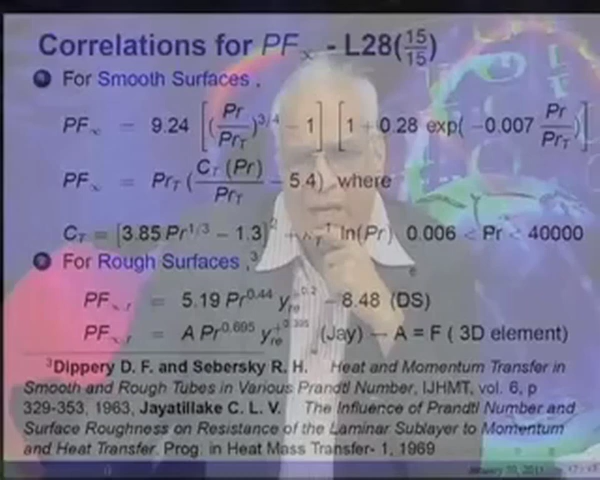 Correlations for PF∞ - L28(15/15)
1 For Smooth Surfaces ,
PF∞ = 9.24 [(Pr/PrT)^3/4 - 1] [1 + 0.28 exp( -0.007 Pr/PrT)]
PF∞ = PrT (CT (Pr)/PrT - 5.4) where
CT = [3.85 Pr^1/3 - 1.3]^2 + κT^-1 ln(Pr) 0.006 < Pr < 40000
2 For Rough Surfaces ,3
PF∞,r = 5.19 Pr^0.44 yre^+0.2 - 8.48 (DS)
PF∞,r = A Pr^0.695 yre^+0.395 (Jay) – A = F ( 3D element)
3Dippery D. F. and Sebersky R. H. Heat and Momentum Transfer in
Smooth and Rough Tubes in Various Prandtl Number, IJHMT, vol. 6, p
329-353, 1963, Jayatillake C. L. V. The Influence of Prandtl Number and
Surface Roughness on Resistance of the Laminar Sublayer to Momentum
and Heat Transfer. Prog. in Heat Mass Transfer- 1, 1969